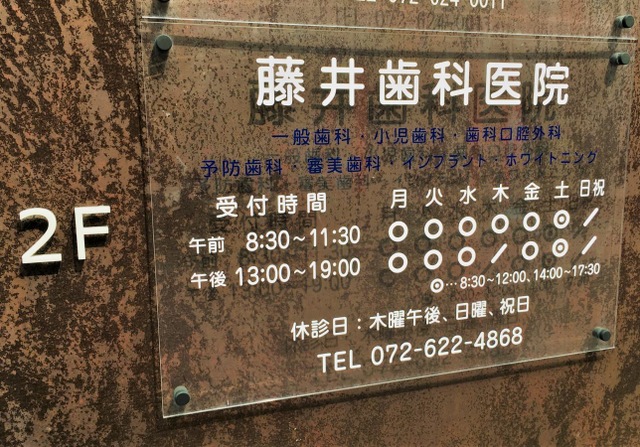 TEL 072-624-0011
藤井歯科医院
一般歯科・小児歯科・歯科口腔外科
予防歯科・審美歯科・インプラント・ホワイトニング
受付時間 月 火 水 木 金 土 日祝
午前 8:30~11:30 ○ ○ ○ ○ ○ ◎ /
午後 13:00~19:00 ○ ○ ○ / ○ ◎ /
◎…8:30~12:00、14:00~17:30
休診日：木曜午後、日曜、祝日
TEL 072-622-4868
2F